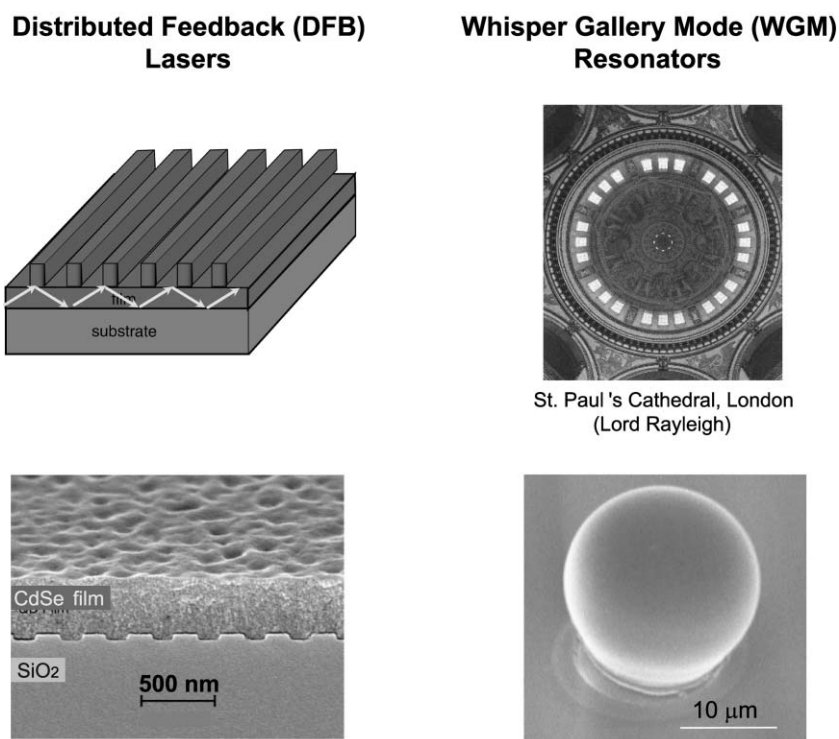 Distributed Feedback (DFB)
Lasers
Whisper Gallery Mode (WGM)
Resonators
film
substrate
St. Paul 's Cathedral, London
(Lord Rayleigh)
CdSe film
SiO2
500 nm
10 μm